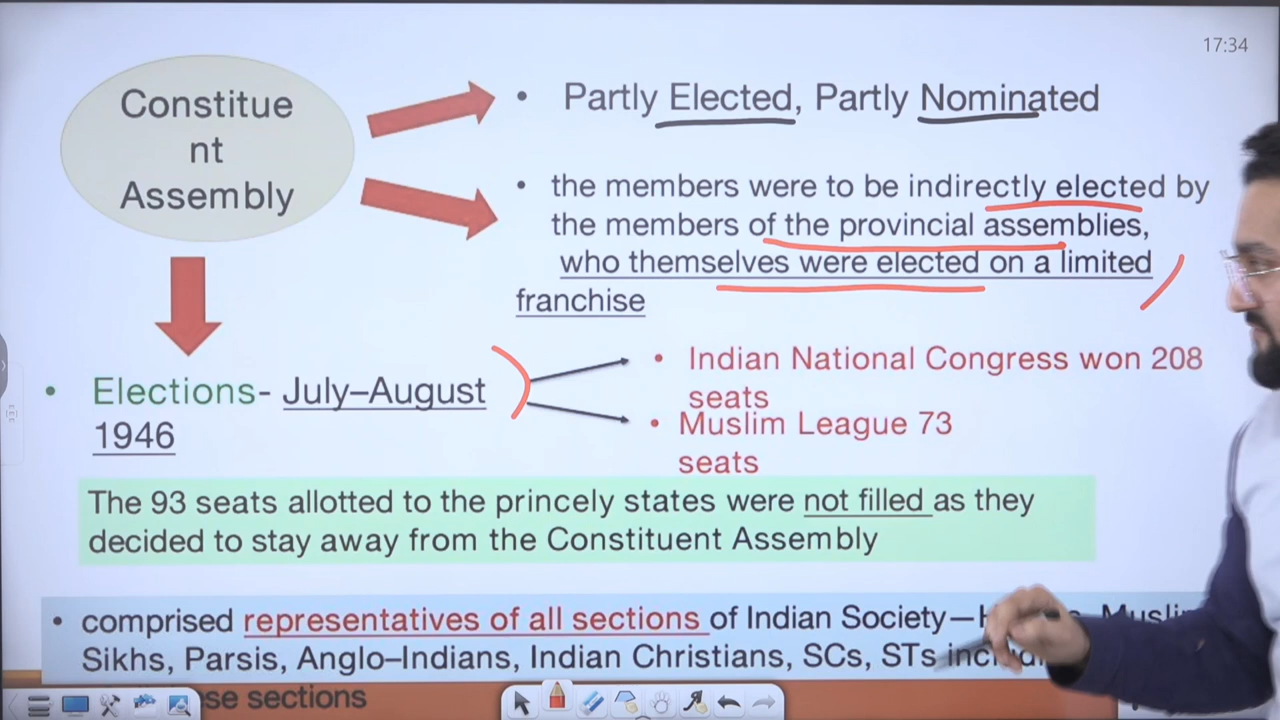 17:34
Constitue
nt
Assembly
• Partly Elected, Partly Nominated
• the members were to be indirectly elected by
the members of the provincial assemblies,
who themselves were elected on a limited
franchise
• Elections- July–August
1946
• Indian National Congress won 208
seats
• Muslim League 73
seats
The 93 seats allotted to the princely states were not filled as they
decided to stay away from the Constituent Assembly
• comprised representatives of all sections of Indian Society—
Sikhs, Parsis, Anglo–Indians, Indian Christians, SCs, STs
sections